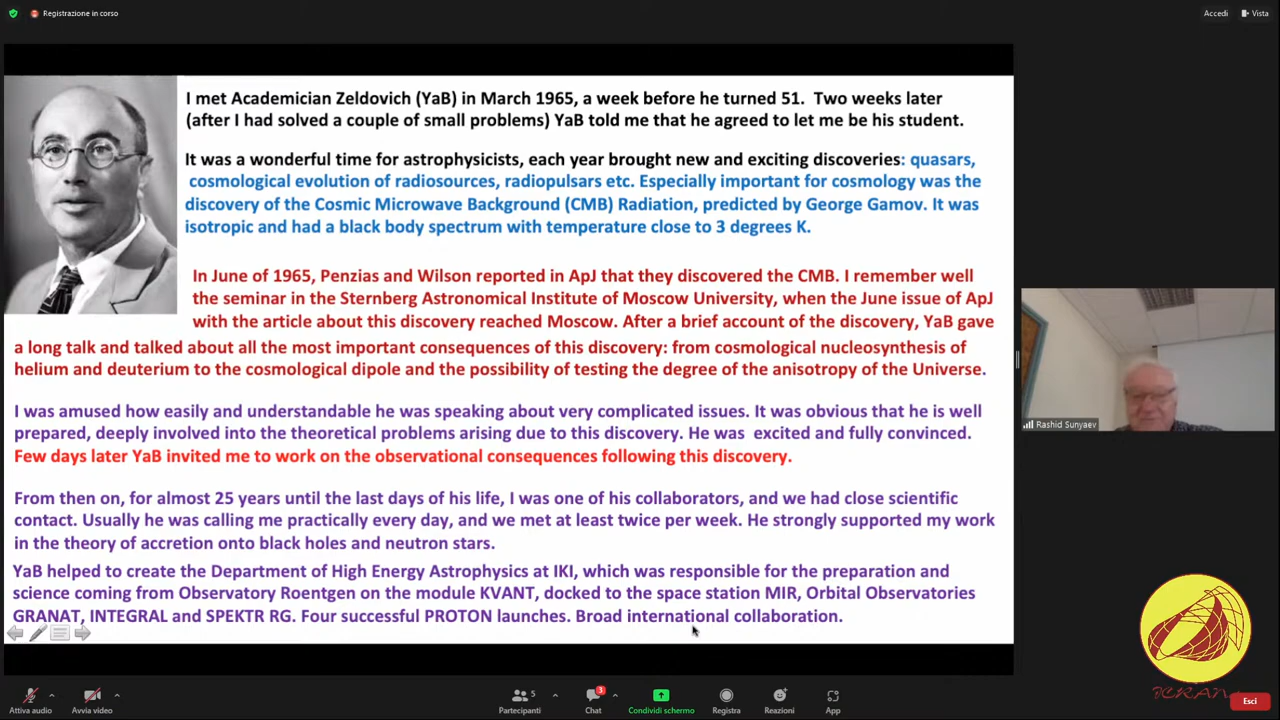 Registrazione in corso
Accedi
Vista
I met Academician Zeldovich (YaB) in March 1965, a week before he turned 51. Two weeks later
(after I had solved a couple of small problems) YaB told me that he agreed to let me be his student.
It was a wonderful time for astrophysicists, each year brought new and exciting discoveries: quasars,
cosmological evolution of radiosources, radiopulsars etc. Especially important for cosmology was the
discovery of the Cosmic Microwave Background (CMB) Radiation, predicted by George Gamov. It was
isotropic and had a black body spectrum with temperature close to 3 degrees K.
In June of 1965, Penzias and Wilson reported in ApJ that they discovered the CMB. I remember well
the seminar in the Sternberg Astronomical Institute of Moscow University, when the June issue of ApJ
with the article about this discovery reached Moscow. After a brief account of the discovery, YaB gave
a long talk and talked about all the most important consequences of this discovery: from cosmological nucleosynthesis of
helium and deuterium to the cosmological dipole and the possibility of testing the degree of the anisotropy of the Universe.
I was amused how easily and understandable he was speaking about very complicated issues. It was obvious that he is well
prepared, deeply involved into the theoretical problems arising due to this discovery. He was excited and fully convinced.
Few days later YaB invited me to work on the observational consequences following this discovery.
From then on, for almost 25 years until the last days of his life, I was one of his collaborators, and we had close scientific
contact. Usually he was calling me practically every day, and we met at least twice per week. He strongly supported my work
in the theory of accretion onto black holes and neutron stars.
YaB helped to create the Department of High Energy Astrophysics at IKI, which was responsible for the preparation and
science coming from Observatory Roentgen on the module KVANT, docked to the space station MIR, Orbital Observatories
GRANAT, INTEGRAL and SPEKTR RG. Four successful PROTON launches. Broad international collaboration.
Rashid Sunyaev
ICRANet
Attiva audio
Avvia video
5
Partecipanti
3
Chat
Condividi schermo
Registra
Reazioni
App
Esci